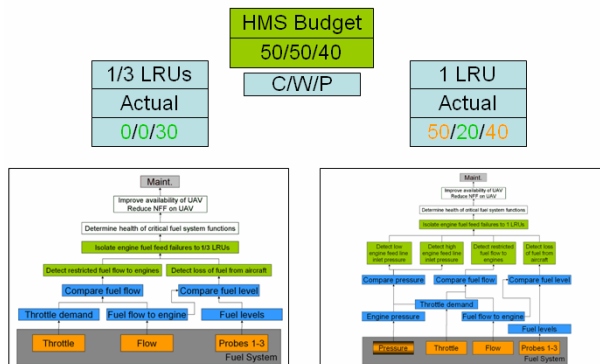 HMS Budget
50/50/40
C/W/P
1/3 LRUs
Actual
0/0/30
1 LRU
Actual
50/20/40
Maint.
Improve availability of UAV
Reduce NFF on UAV
Determine health of critical fuel system functions
Isolate engine fuel feed failures to 1/3 LRUs
Detect restricted fuel flow to engines
Detect loss of fuel from aircraft
Compare fuel flow
Compare fuel level
Throttle demand
Fuel flow to engine
Fuel levels
Throttle
Flow
Probes 1-3
Fuel System
Maint.
Improve availability of UAV
Reduce NFF on UAV
Determine health of critical fuel system functions
Isolate engine fuel feed failures to 1 LRUs
Detect low
engine feed line
inlet pressure
Detect high
engine feed line
inlet pressure
Detect restricted
fuel flow to
engines
Detect loss
of fuel from
aircraft
Compare pressure
Compare fuel flow
Compare fuel level
Throttle demand
Engine pressure
Fuel flow to engine
Fuel levels
Pressure
Throttle
Flow
Probes 1-3
Fuel System